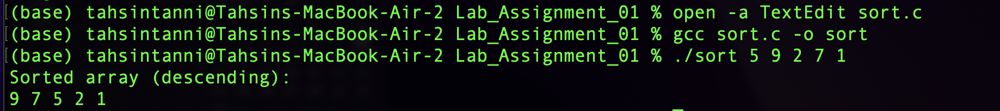 [(base) tahsintanni@Tahsins-MacBook-Air-2 Lab_Assignment_01 % open -a TextEdit sort.c
[(base) tahsintanni@Tahsins-MacBook-Air-2 Lab_Assignment_01 % gcc sort.c -o sort
[(base) tahsintanni@Tahsins-MacBook-Air-2 Lab_Assignment_01 % ./sort 5 9 2 7 1
Sorted array (descending):
9 7 5 2 1